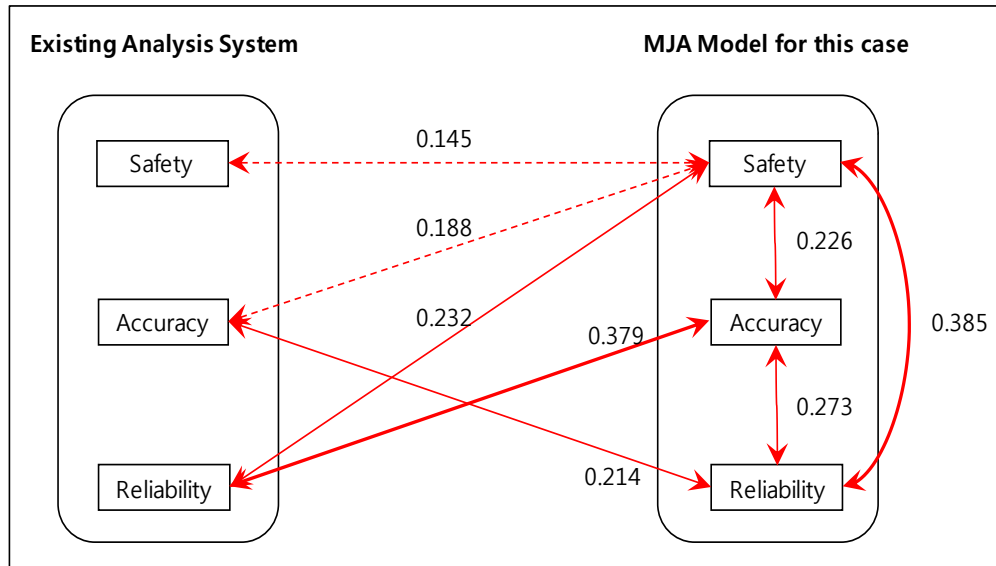 Existing Analysis System
MJA Model for this case
Safety
0.145
Safety
0.188
0.226
Accuracy
0.232
0.379
Accuracy
0.385
0.273
Reliability
0.214
Reliability